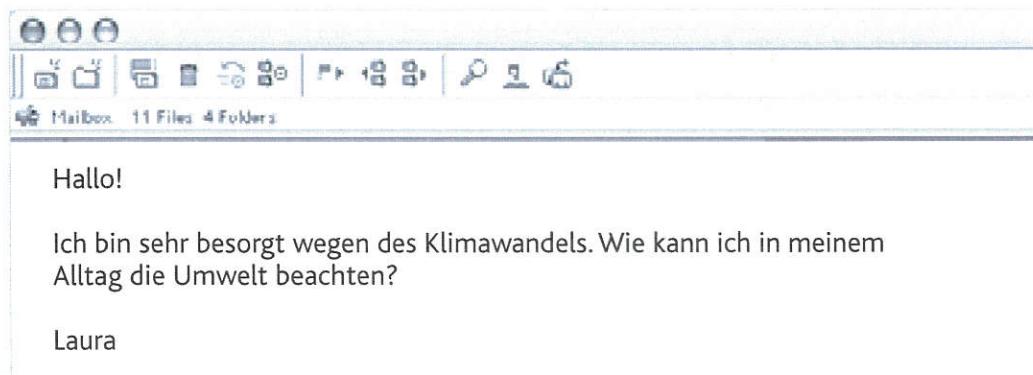 Mailbox 11 Files 4 Folders
Hallo!
Ich bin sehr besorgt wegen des Klimawandels. Wie kann ich in meinem
Alltag die Umwelt beachten?
Laura